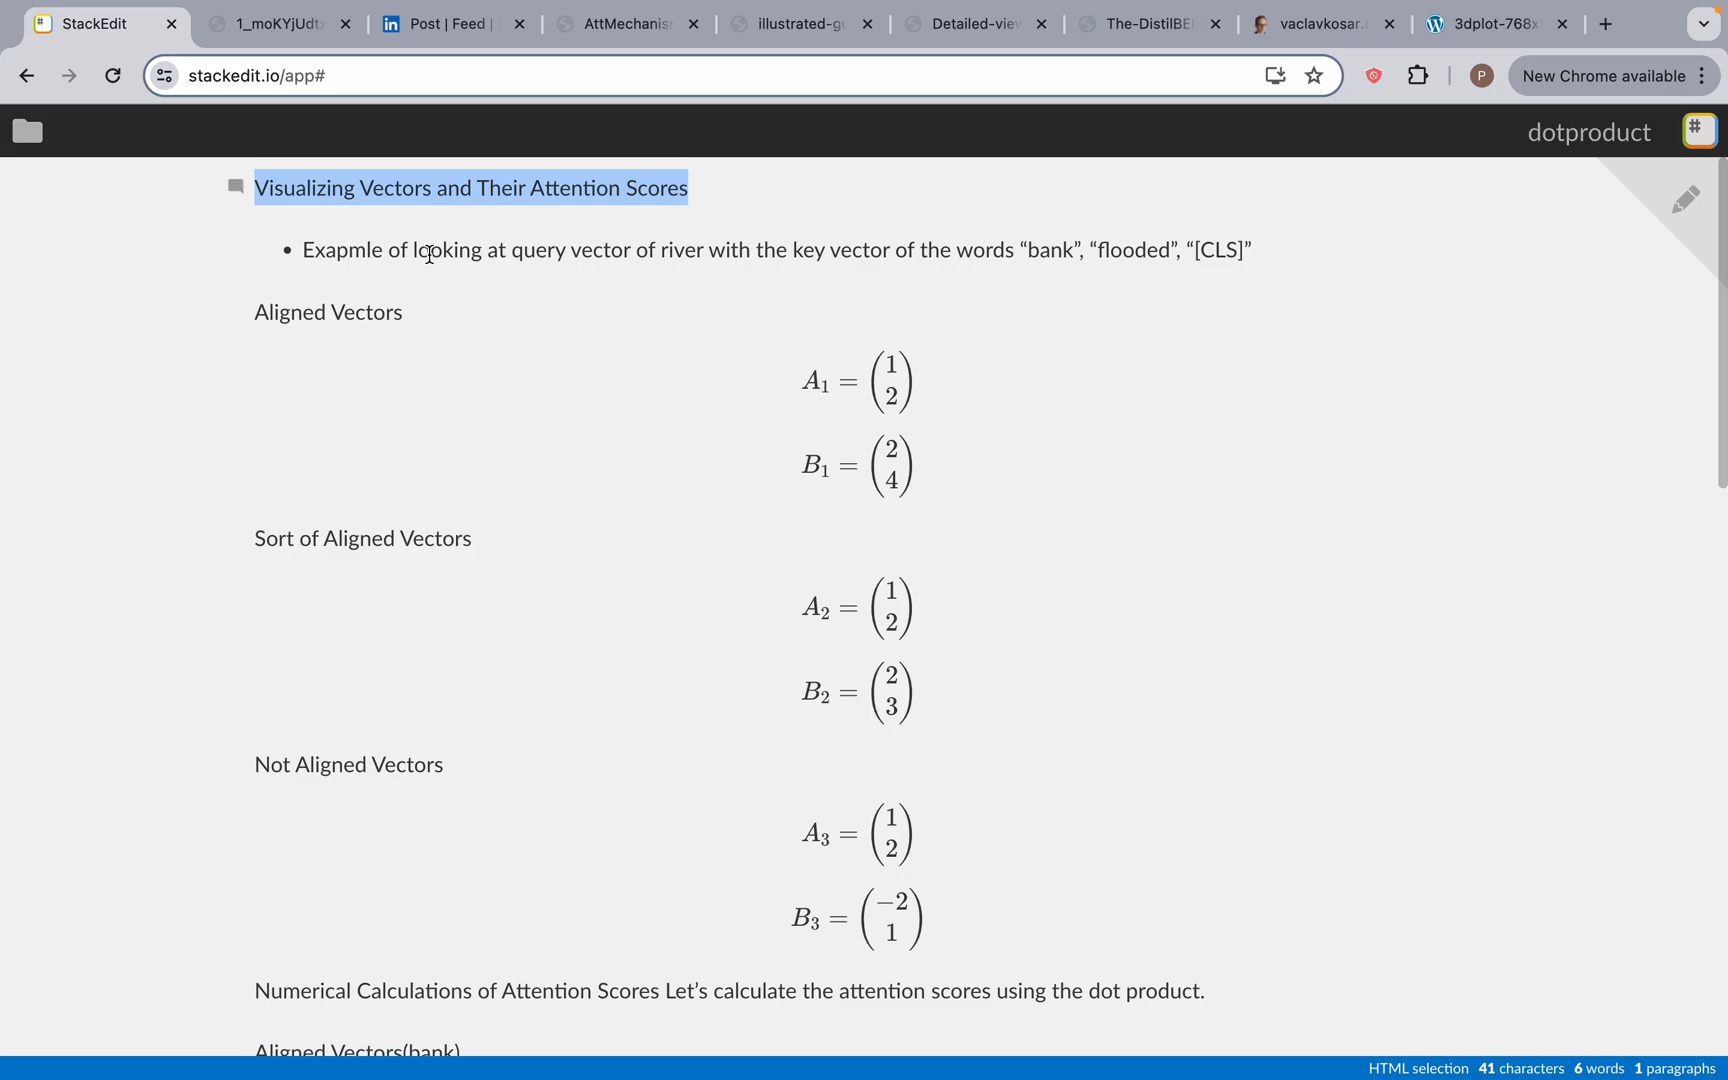 StackEdit
1_moKYjUdt
Post | Feed |
AttMechanis
illustrated-g
Detailed-vie
The-DistilBE
vaclavkosar.
3dplot-768x
stackedit.io/app#
P
New Chrome available
dotproduct
Visualizing Vectors and Their Attention Scores
• Exapmle of looking at query vector of river with the key vector of the words “bank”, “flooded”, “[CLS]”
Aligned Vectors
A₁ = (1 2)
B₁ = (2 4)
Sort of Aligned Vectors
A₂ = (1 2)
B₂ = (2 3)
Not Aligned Vectors
A₃ = (1 2)
B₃ = (−2 1)
Numerical Calculations of Attention Scores Let’s calculate the attention scores using the dot product.
Aligned Vectors(bank)
HTML selection 41 characters 6 words 1 paragraphs